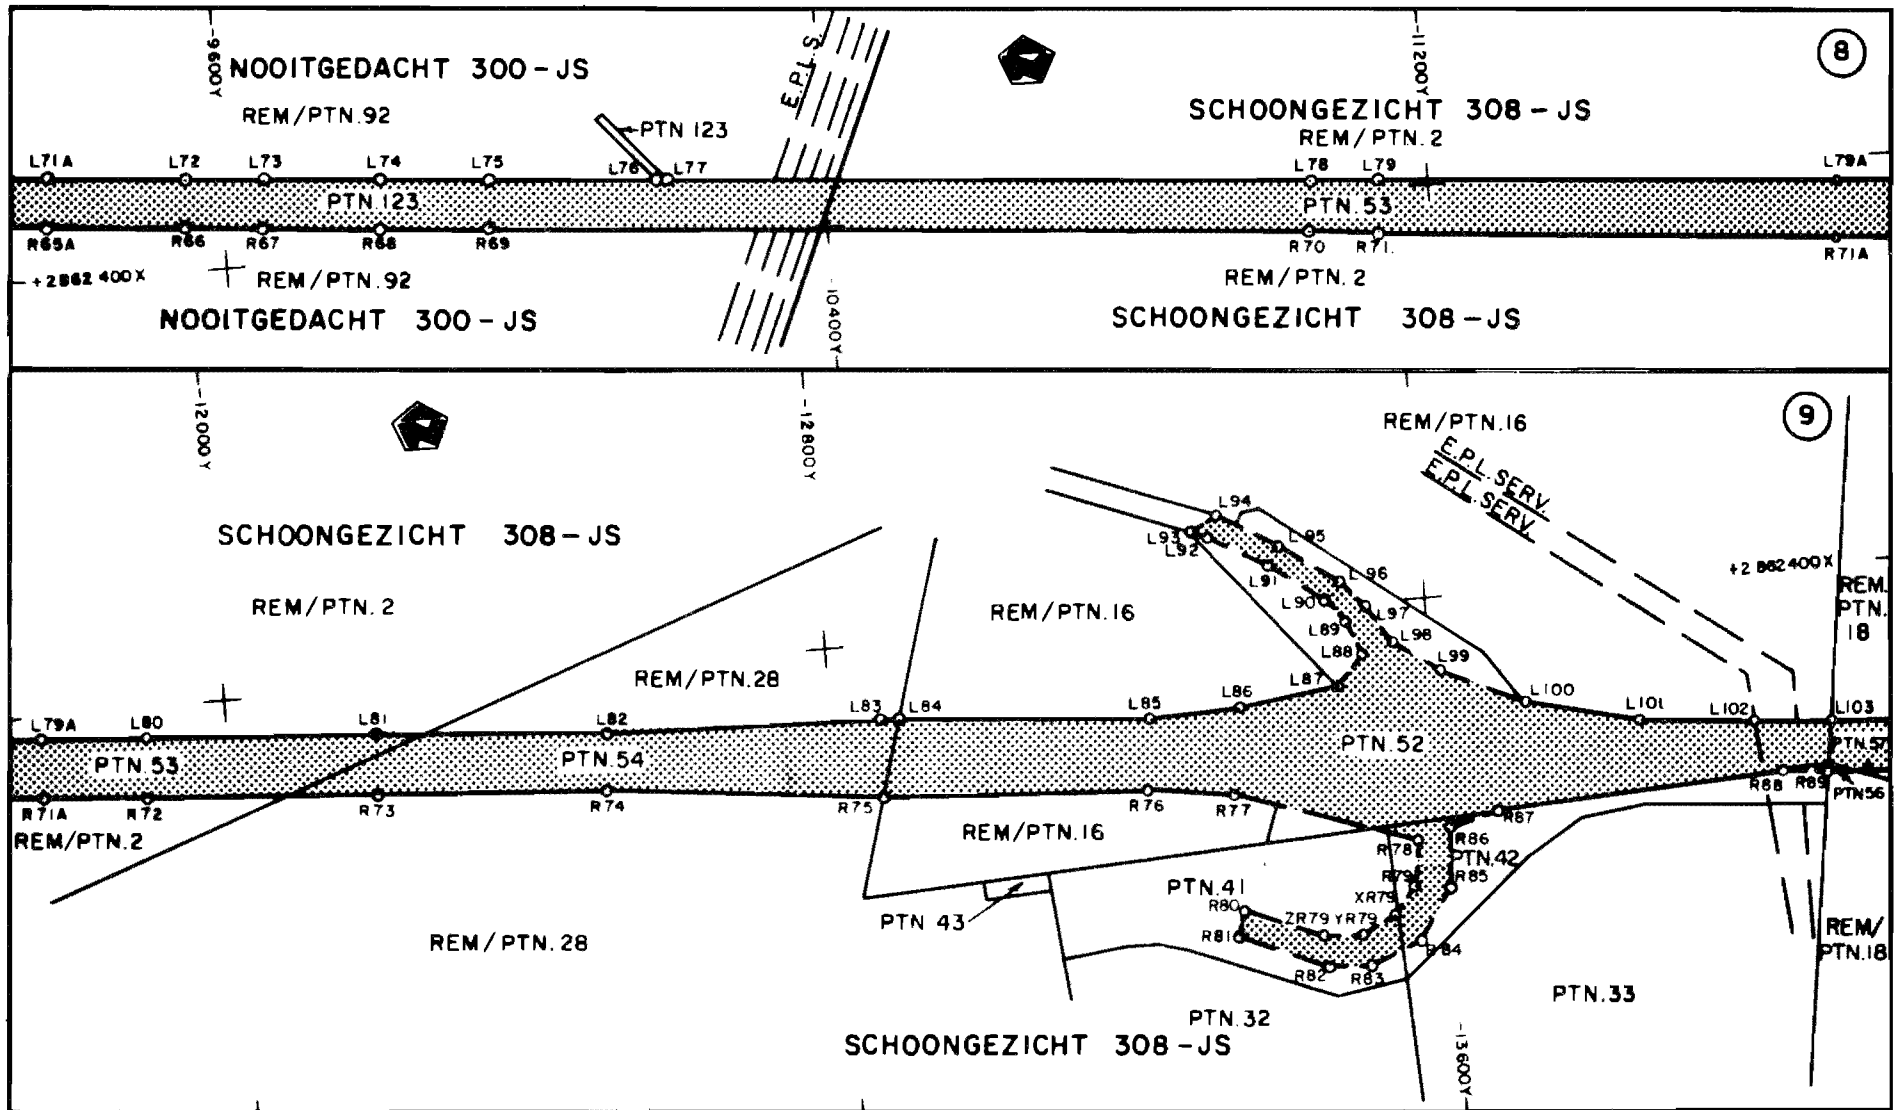 8
-9600Y
E.P.L.S.
-11200Y
NOOITGEDACHT 300-JS
REM/PTN.92
PTN 123
SCHOONGEZICHT 308-JS
REM/PTN.2
L71A
L72
L73
L74
L75
L76
L77
L78
L79
L79A
PTN.123
PTN.53
R65A
R66
R67
R68
R69
R70
R71.
R71A
+2862 400X
REM/PTN.92
REM/PTN.2
NOOITGEDACHT 300-JS
-10400Y
SCHOONGEZICHT 308-JS
9
-12000Y
-12800Y
REM/PTN.16
E.P.L. SERV.
E.P.L. SERV.
SCHOONGEZICHT 308-JS
L94
L93
L92
L95
L91
L96
+2 862400X
REM.
PTN.
18
REM/PTN.2
REM/PTN.16
L90
L97
L89
L98
L88
L99
REM/PTN.28
L87
L79A
L80
L81
L82
L83
L84
L85
L86
L100
L101
L102
L103
PTN.53
PTN.54
PTN.52
PTN.57
R71A
R72
R73
R74
R75
R76
R77
R88
R89
PTN56
REM/PTN.2
REM/PTN.16
R78
R87
R86
PTN.42
PTN.41
R79
R85
XR79
R80
ZR79
YR79
PTN 43
R81
R84
R82
R83
REM/PTN.28
REM/
PTN.18
PTN.33
PTN.32
SCHOONGEZICHT 308-JS
-13600Y